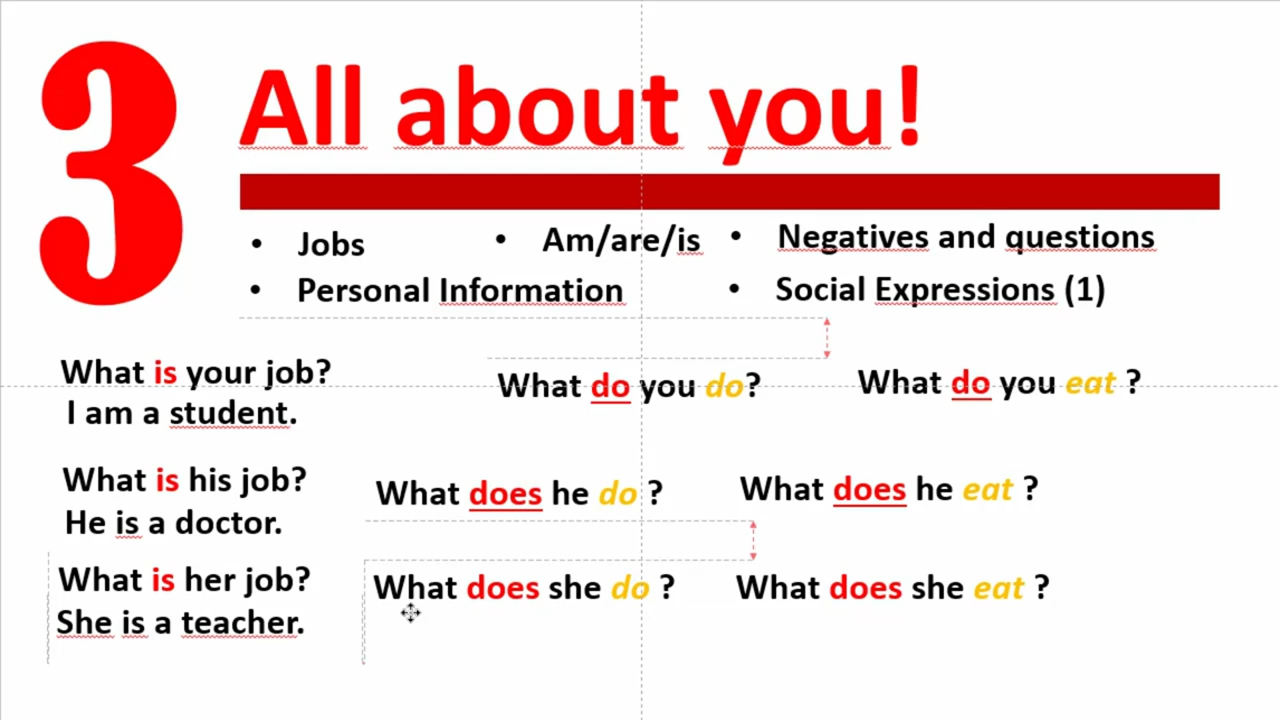 3 All about you!
• Jobs • Am/are/is • Negatives and questions
• Personal Information • Social Expressions (1)
What is your job? What do you do? What do you eat ?
I am a student.
What is his job? What does he do ? What does he eat ?
He is a doctor.
What is her job? What does she do ? What does she eat ?
She is a teacher.